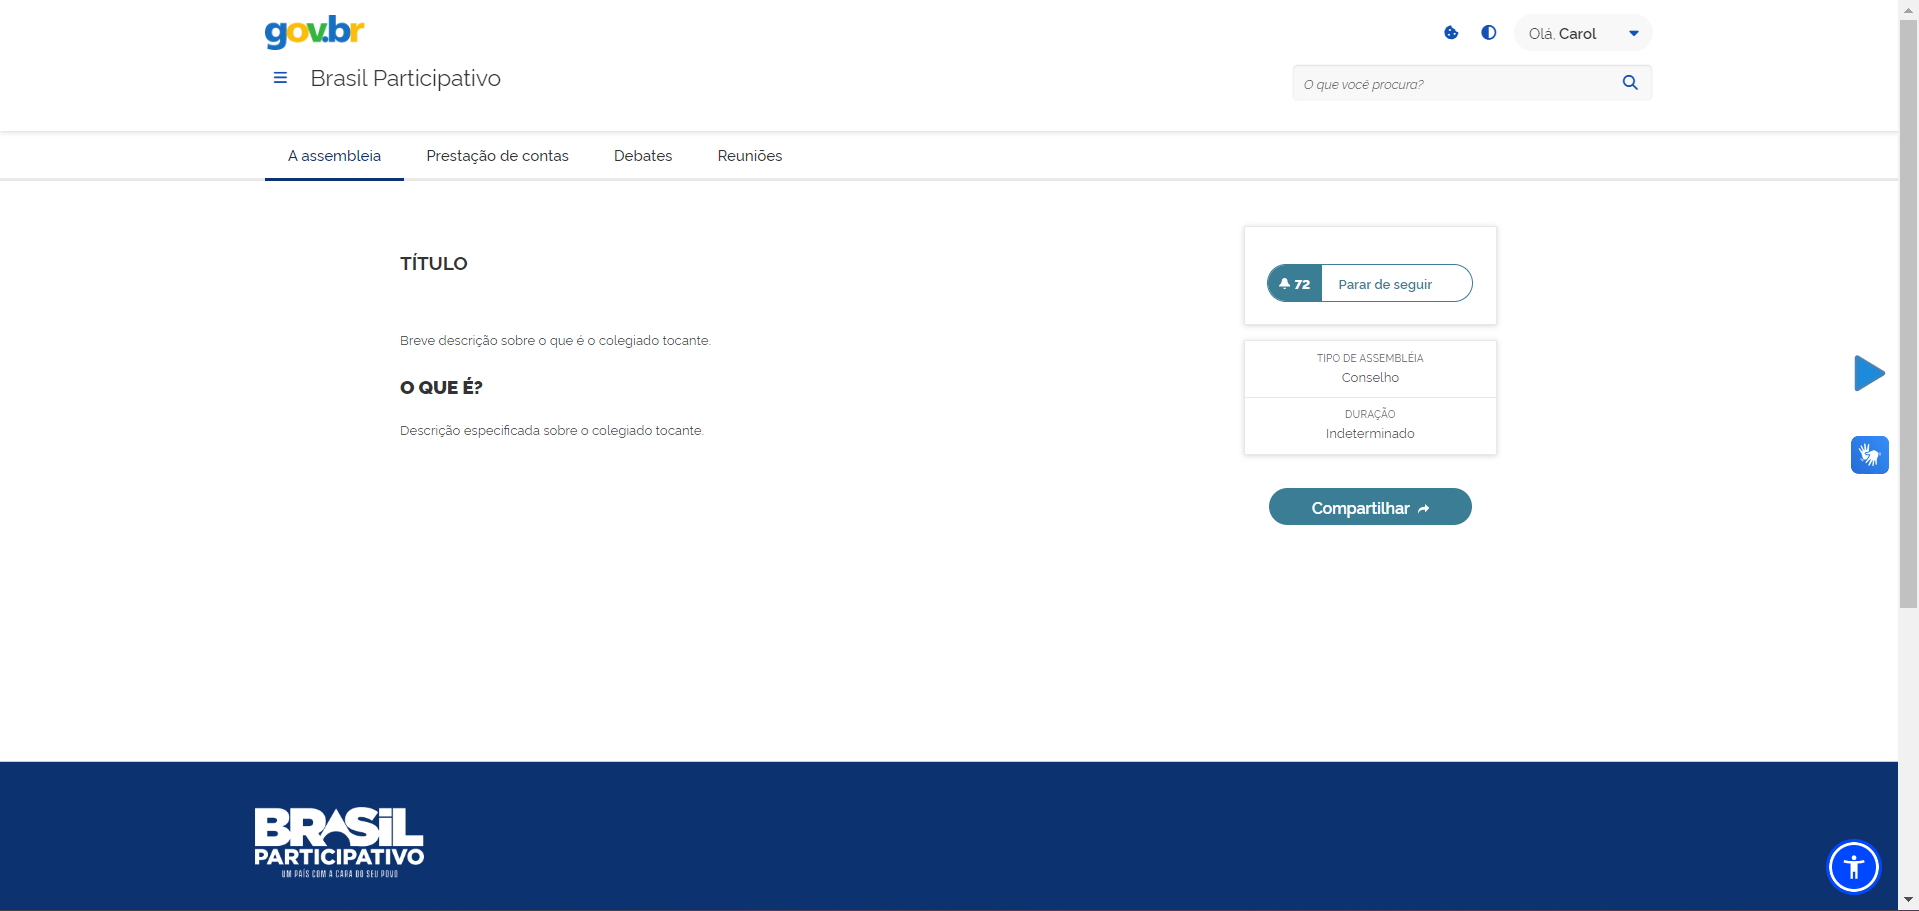 gov.br
Olá, Carol
Brasil Participativo
O que você procura?
A assembleia
Prestação de contas
Debates
Reuniões
TÍTULO
72 Parar de seguir
Breve descrição sobre o que é o colegiado tocante.
TIPO DE ASSEMBLÉIA
Conselho
O QUE É?
DURAÇÃO
Indeterminado
Descrição especificada sobre o colegiado tocante.
Compartilhar
BRASIL
PARTICIPATIVO
UM PAÍS COM A CARA DO SEU POVO